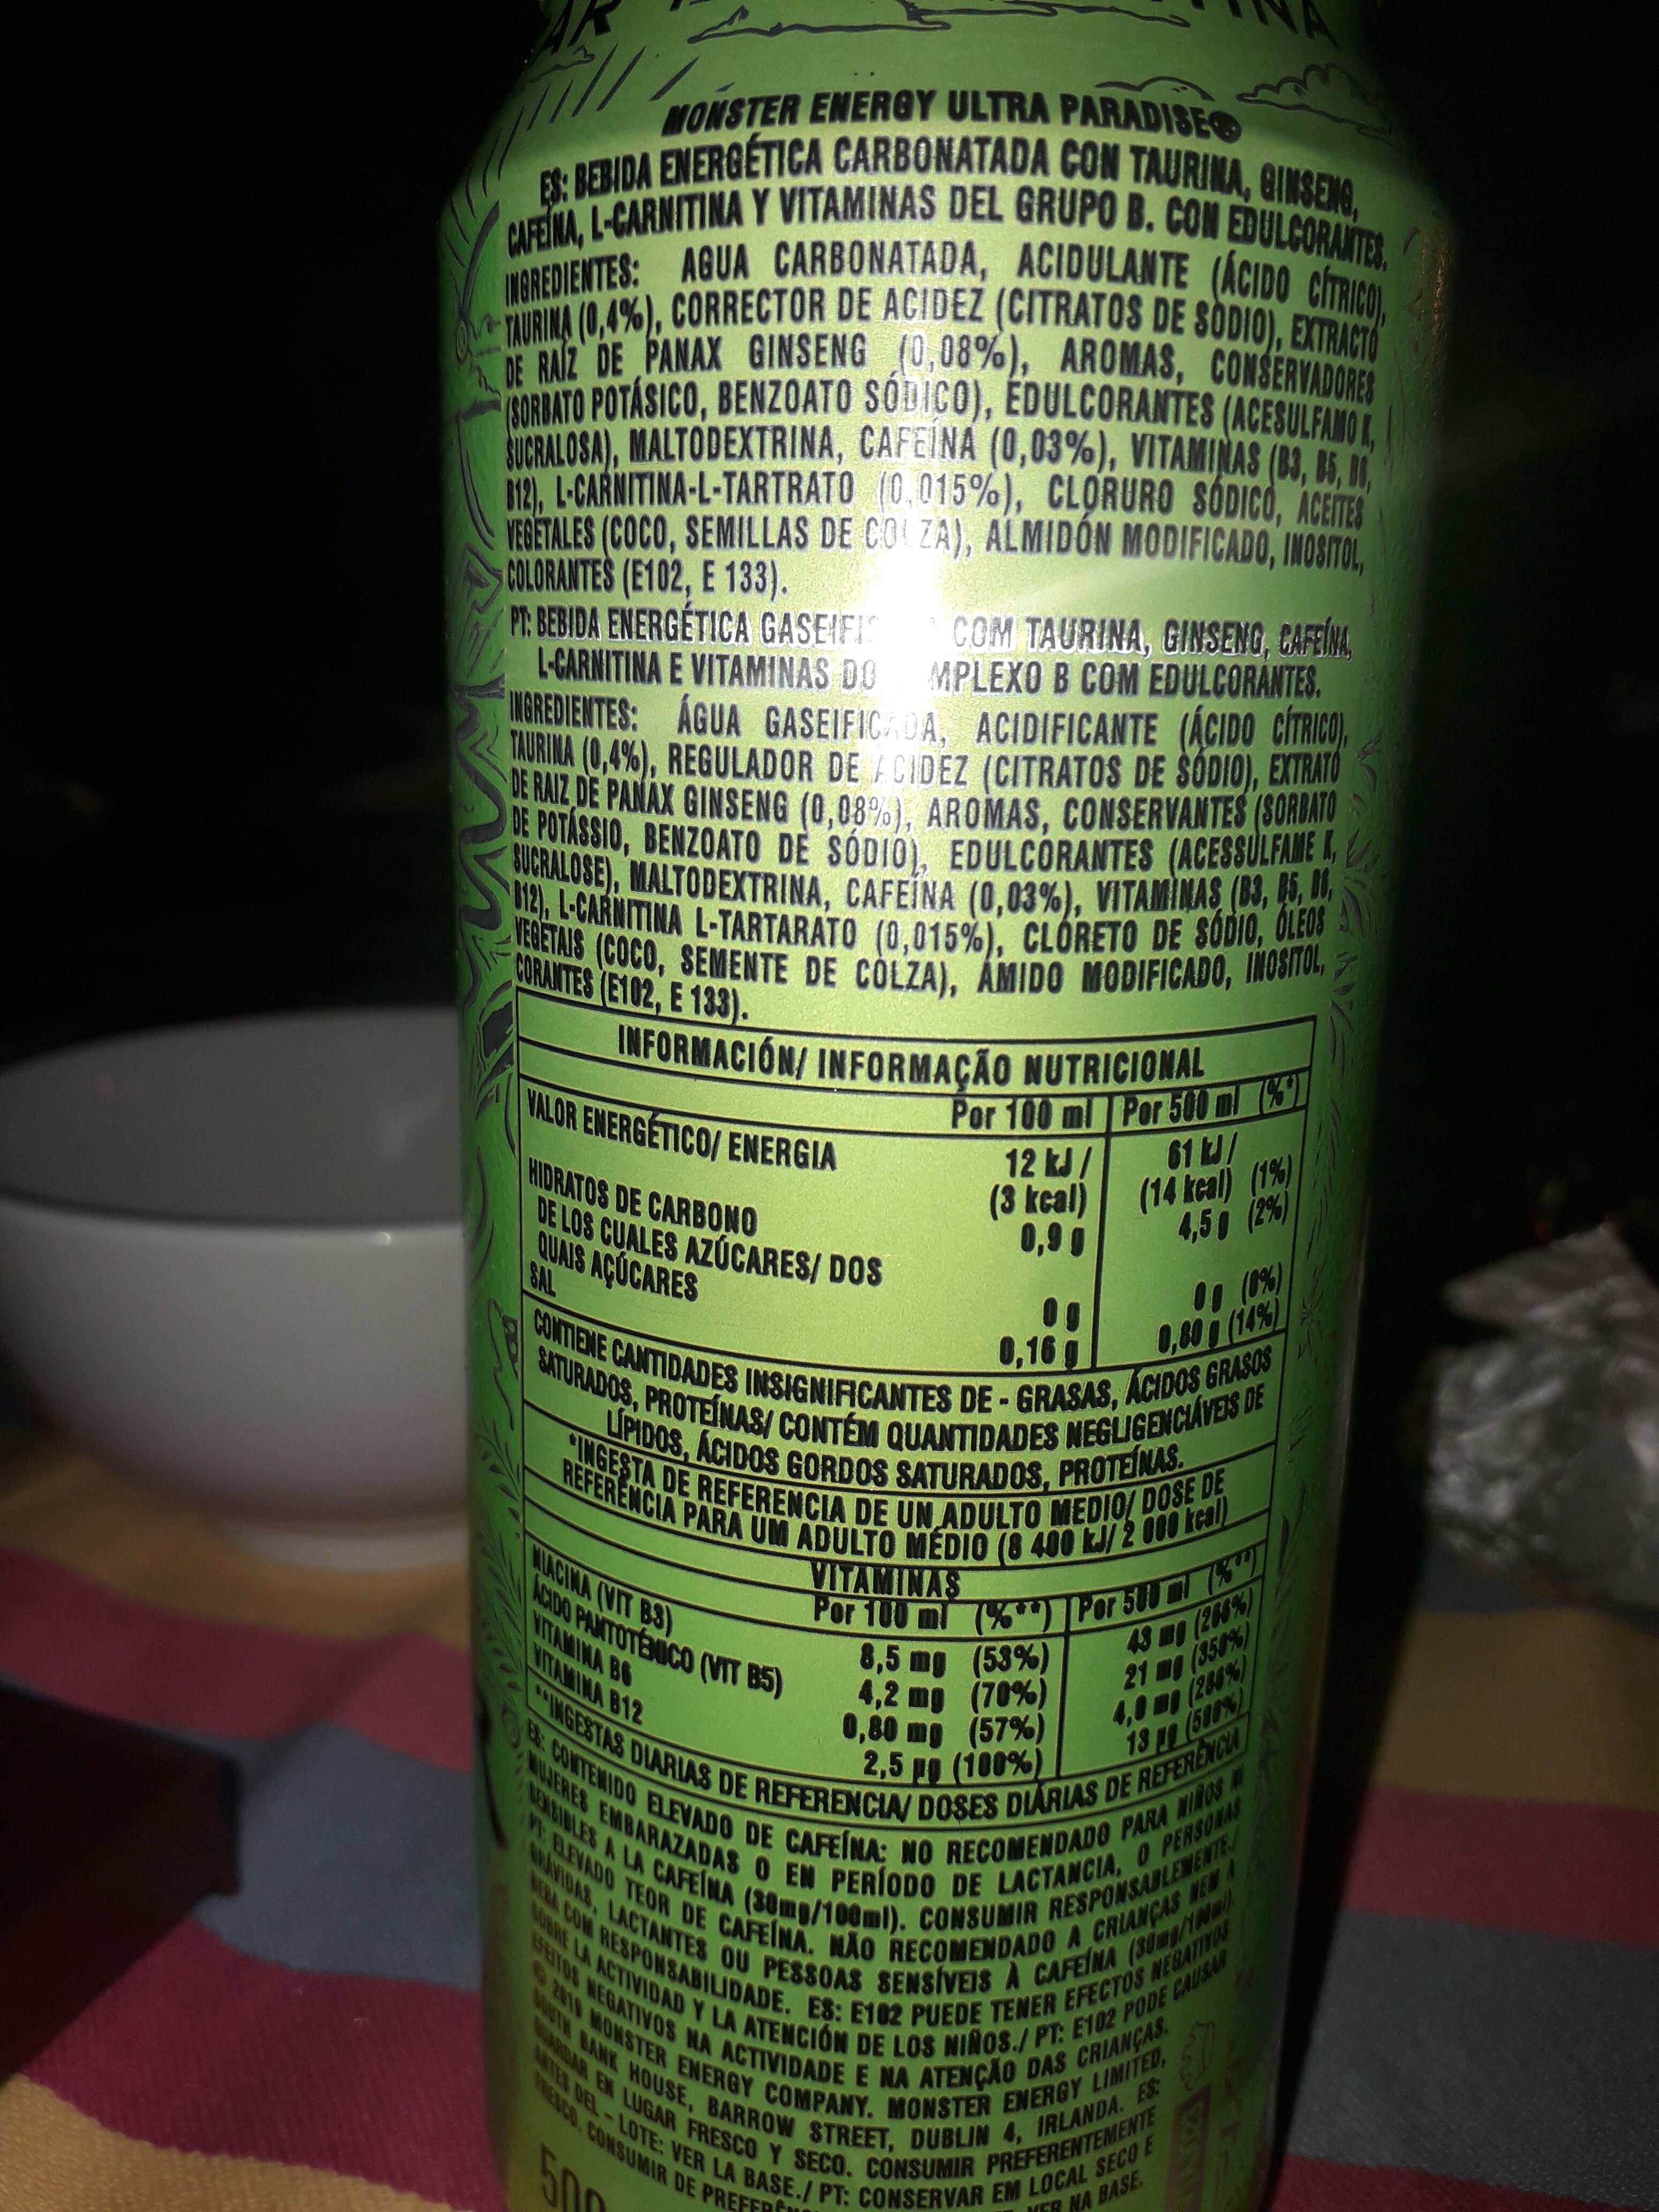 MONSTER ENERGY ULTRA PARADISE
ES: BEBIDA ENERGÉTICA CARBONATADA CON TAURINA, GINSENG,
CAFEÍNA, L-CARNITINA Y VITAMINAS DEL GRUPO B. CON EDULCORANTES.
INGREDIENTES: AGUA CARBONATADA, ACIDULANTE (ÁCIDO CÍTRICO),
TAURINA (0,4%), CORRECTOR DE ACIDEZ (CITRATOS DE SODIO), EXTRACTO
DE RAÍZ DE PANAX GINSENG (0,08%), AROMAS, CONSERVADORES
(SORBATO POTÁSICO, BENZOATO SÓDICO), EDULCORANTES (ACESULFAMO K,
SUCRALOSA), MALTODEXTRINA, CAFEÍNA (0,03%), VITAMINAS (B3, B5, B6,
B12), L-CARNITINA-L-TARTRATO (0,015%), CLORURO SÓDICO, ACEITES
VEGETALES (COCO, SEMILLAS DE COLZA), ALMIDÓN MODIFICADO, INOSITOL,
COLORANTES (E102, E 133).
PT: BEBIDA ENERGÉTICA COM TAURINA, GINSENG, CAFEÍNA,
L-CARNITINA E VITAMINAS DO B COM EDULCORANTES.
INGREDIENTES: ÁGUA GASEIFICADA, ACIDIFICANTE (ÁCIDO CÍTRICO),
TAURINA (0,4%), REGULADOR DE ACIDEZ (CITRATOS DE SÓDIO), EXTRATO
DE RAIZ DE PANAX GINSENG (0,08%), AROMAS, CONSERVANTES (SORBATO
DE POTÁSSIO, BENZOATO DE SÓDIO), EDULCORANTES (ACESSULFAME K,
SUCRALOSE), MALTODEXTRINA, CAFEÍNA (0,03%), VITAMINAS (B3, B5, B6,
B12), L-CARNITINA L-TARTARATO (0,015%), CLORETO DE SÓDIO, ÓLEOS
VEGETAIS (COCO, SEMENTE DE COLZA), AMIDO MODIFICADO, INOSITOL,
CORANTES (E102, E 133).
INFORMACIÓN/ INFORMAÇÃO NUTRICIONAL
Por 100 ml Por 500 ml (%*)
VALOR ENERGÉTICO/ ENERGIA 12 kJ / 61 kJ /
(3 kcal) (14 kcal) (1%)
HIDRATOS DE CARBONO 0,9 g 4,5 g (2%)
DE LOS CUALES AZÚCARES/ DOS
QUAIS AÇÚCARES 0 g 0 g (0%)
SAL 0,16 g 0,80 g (14%)
CONTIENE CANTIDADES INSIGNIFICANTES DE - GRASAS, ÁCIDOS GRASOS
SATURADOS, PROTEÍNAS/ CONTÉM QUANTIDADES NEGLIGENCIÁVEIS DE
LÍPIDOS, ÁCIDOS GORDOS SATURADOS, PROTEÍNAS.
*INGESTA DE REFERENCIA DE UN ADULTO MEDIO/ DOSE DE
REFERÊNCIA PARA UM ADULTO MÉDIO (8 400 kJ/ 2 000 kcal)
VITAMINAS
Por 100 ml (%**) Por 500 ml (%**)
NIACINA (VIT B3) 8,5 mg (53%) 43 mg (266%)
ÁCIDO PANTOTÉNICO (VIT B5) 4,2 mg (70%) 21 mg (350%)
VITAMINA B6 0,80 mg (57%) 4,0 mg (286%)
VITAMINA B12 2,5 µg (100%) 13 µg (500%)
**INGESTAS DIARIAS DE REFERENCIA/ DOSES DIÁRIAS DE REFERÊNCIA
ES: CONTENIDO ELEVADO DE CAFEÍNA: NO RECOMENDADO PARA NIÑOS NI
MUJERES EMBARAZADAS O EN PERÍODO DE LACTANCIA, O PERSONAS
SENSIBLES A LA CAFEÍNA (30mg/100ml). CONSUMIR RESPONSABLEMENTE./
PT: ELEVADO TEOR DE CAFEÍNA. NÃO RECOMENDADO A CRIANÇAS NEM A
GRÁVIDAS, LACTANTES OU PESSOAS SENSÍVEIS À CAFEÍNA (30mg/100ml).
BEBA COM RESPONSABILIDADE. ES: E102 PUEDE TENER EFECTOS NEGATIVOS
SOBRE LA ACTIVIDAD Y LA ATENCIÓN DE LOS NIÑOS./ PT: E102 PODE CAUSAR
EFEITOS NEGATIVOS NA ACTIVIDADE E NA ATENÇÃO DAS CRIANÇAS.
© 2019 MONSTER ENERGY COMPANY. MONSTER ENERGY LIMITED,
SOUTH BANK HOUSE, BARROW STREET, DUBLIN 4, IRLANDA. ES:
GUARDAR EN LUGAR FRESCO Y SECO. CONSUMIR PREFERENTEMENTE
ANTES DEL - LOTE: VER LA BASE./ PT: CONSERVAR EM LOCAL SECO E
FRESCO. CONSUMIR DE VER NA BASE.
500